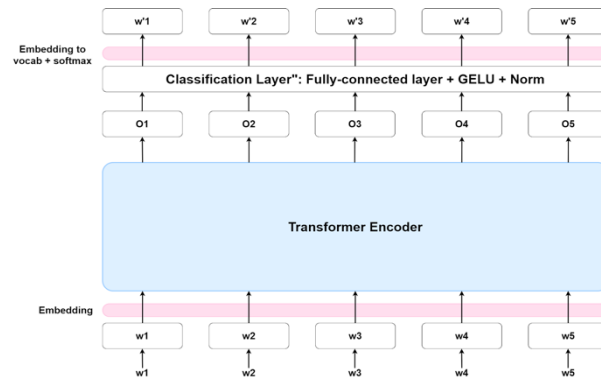 w'1 w'2 w'3 w'4 w'5
Embedding to
vocab + softmax
Classification Layer": Fully-connected layer + GELU + Norm
O1 O2 O3 O4 O5
Transformer Encoder
Embedding
w1 w2 w3 w4 w5
w1 w2 w3 w4 w5